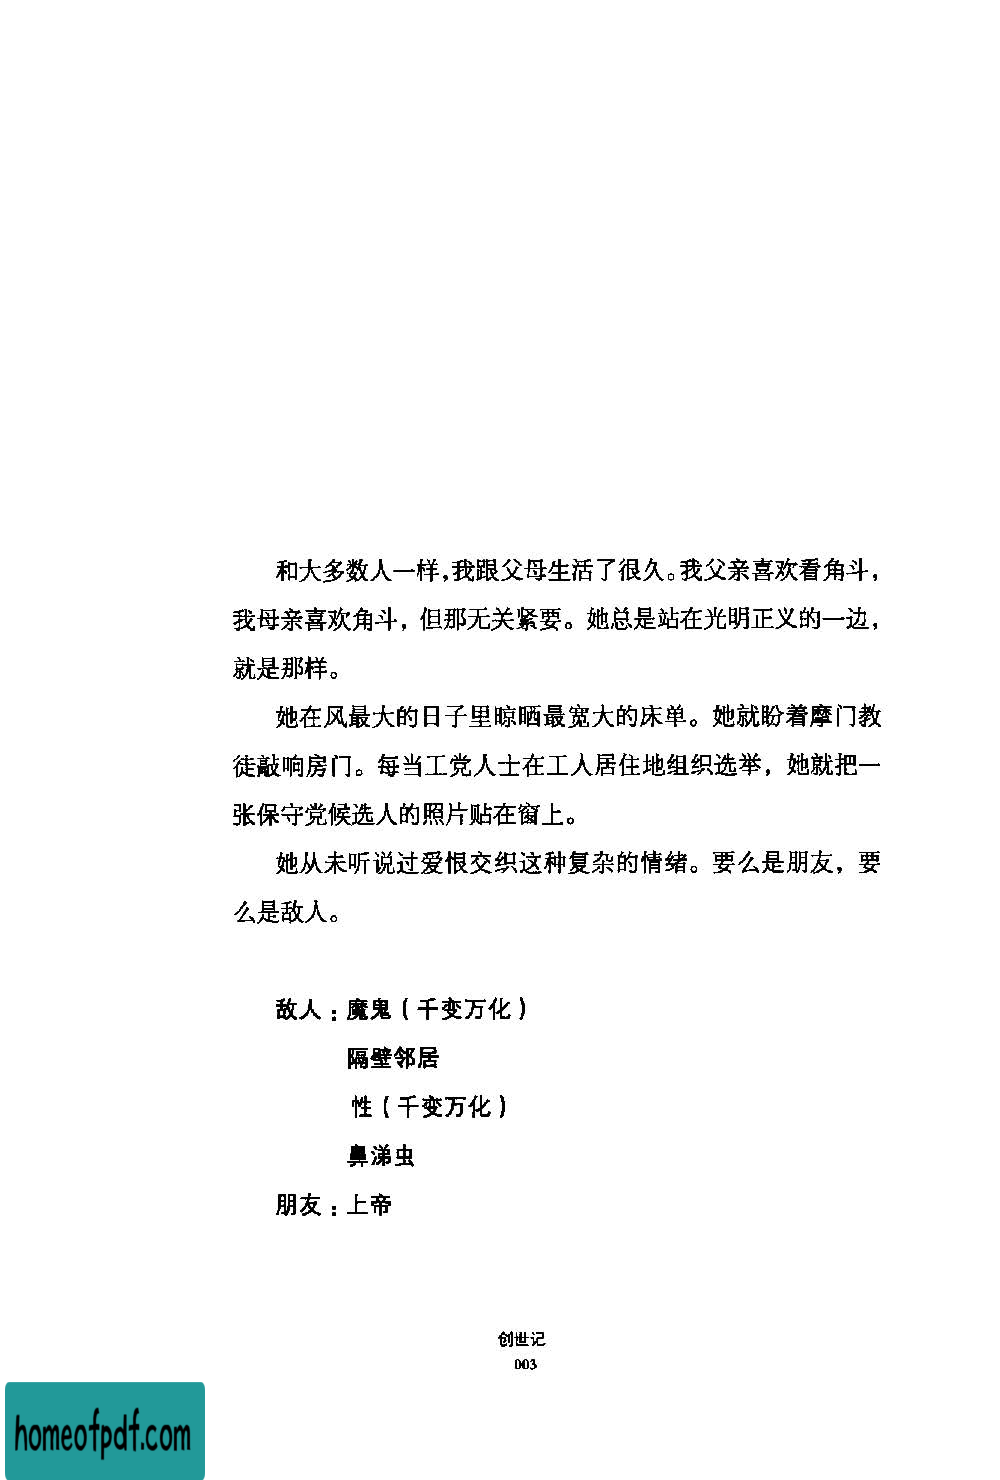 和大多数人一样，我跟父母生活了很久。我父亲喜欢看角斗，
我母亲喜欢角斗，但那无关紧要。她总是站在光明正义的一边，
就是那样。
她在风最大的日子里晾晒最宽大的床单。她就盼着摩门教
徒敲响房门。每当工党人士在工人居住地组织选举，她就把一
张保守党候选人的照片贴在窗上。
她从未听说过爱恨交织这种复杂的情绪。要么是朋友，要
么是敌人。
敌人：魔鬼（千变万化）
隔壁邻居
性（千变万化）
鼻涕虫
朋友：上帝
创世记
003
homeofpdf.com